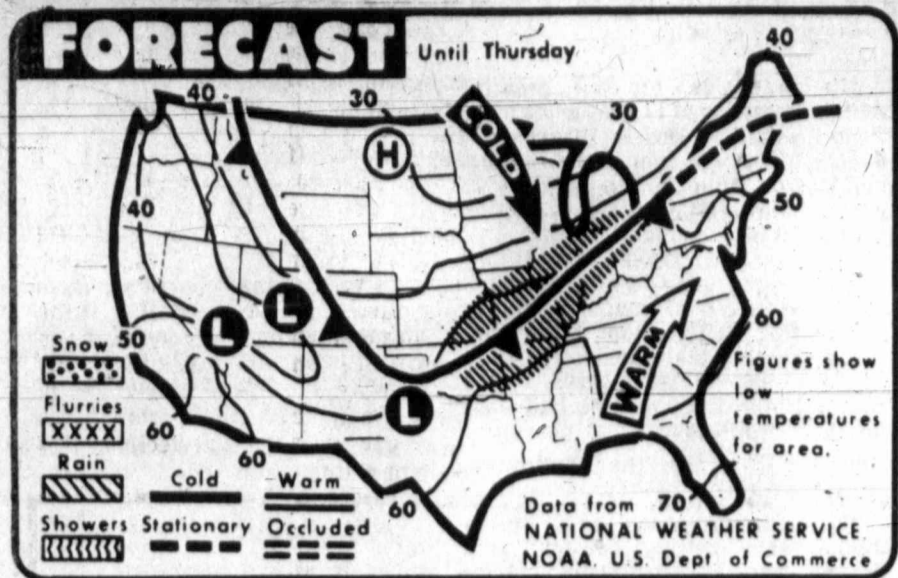 FORECAST Until Thursday
40
40
30
COLD
30
H
40
50
L
L
50
60
Snow
Flurries
XXXX
60
60
L
WARM
Figures show
low
temperatures
for area.
Rain
Cold
Warm
60
70
Showers
Stationary
Occluded
Data from
NATIONAL WEATHER SERVICE,
NOAA, U.S. Dept of Commerce